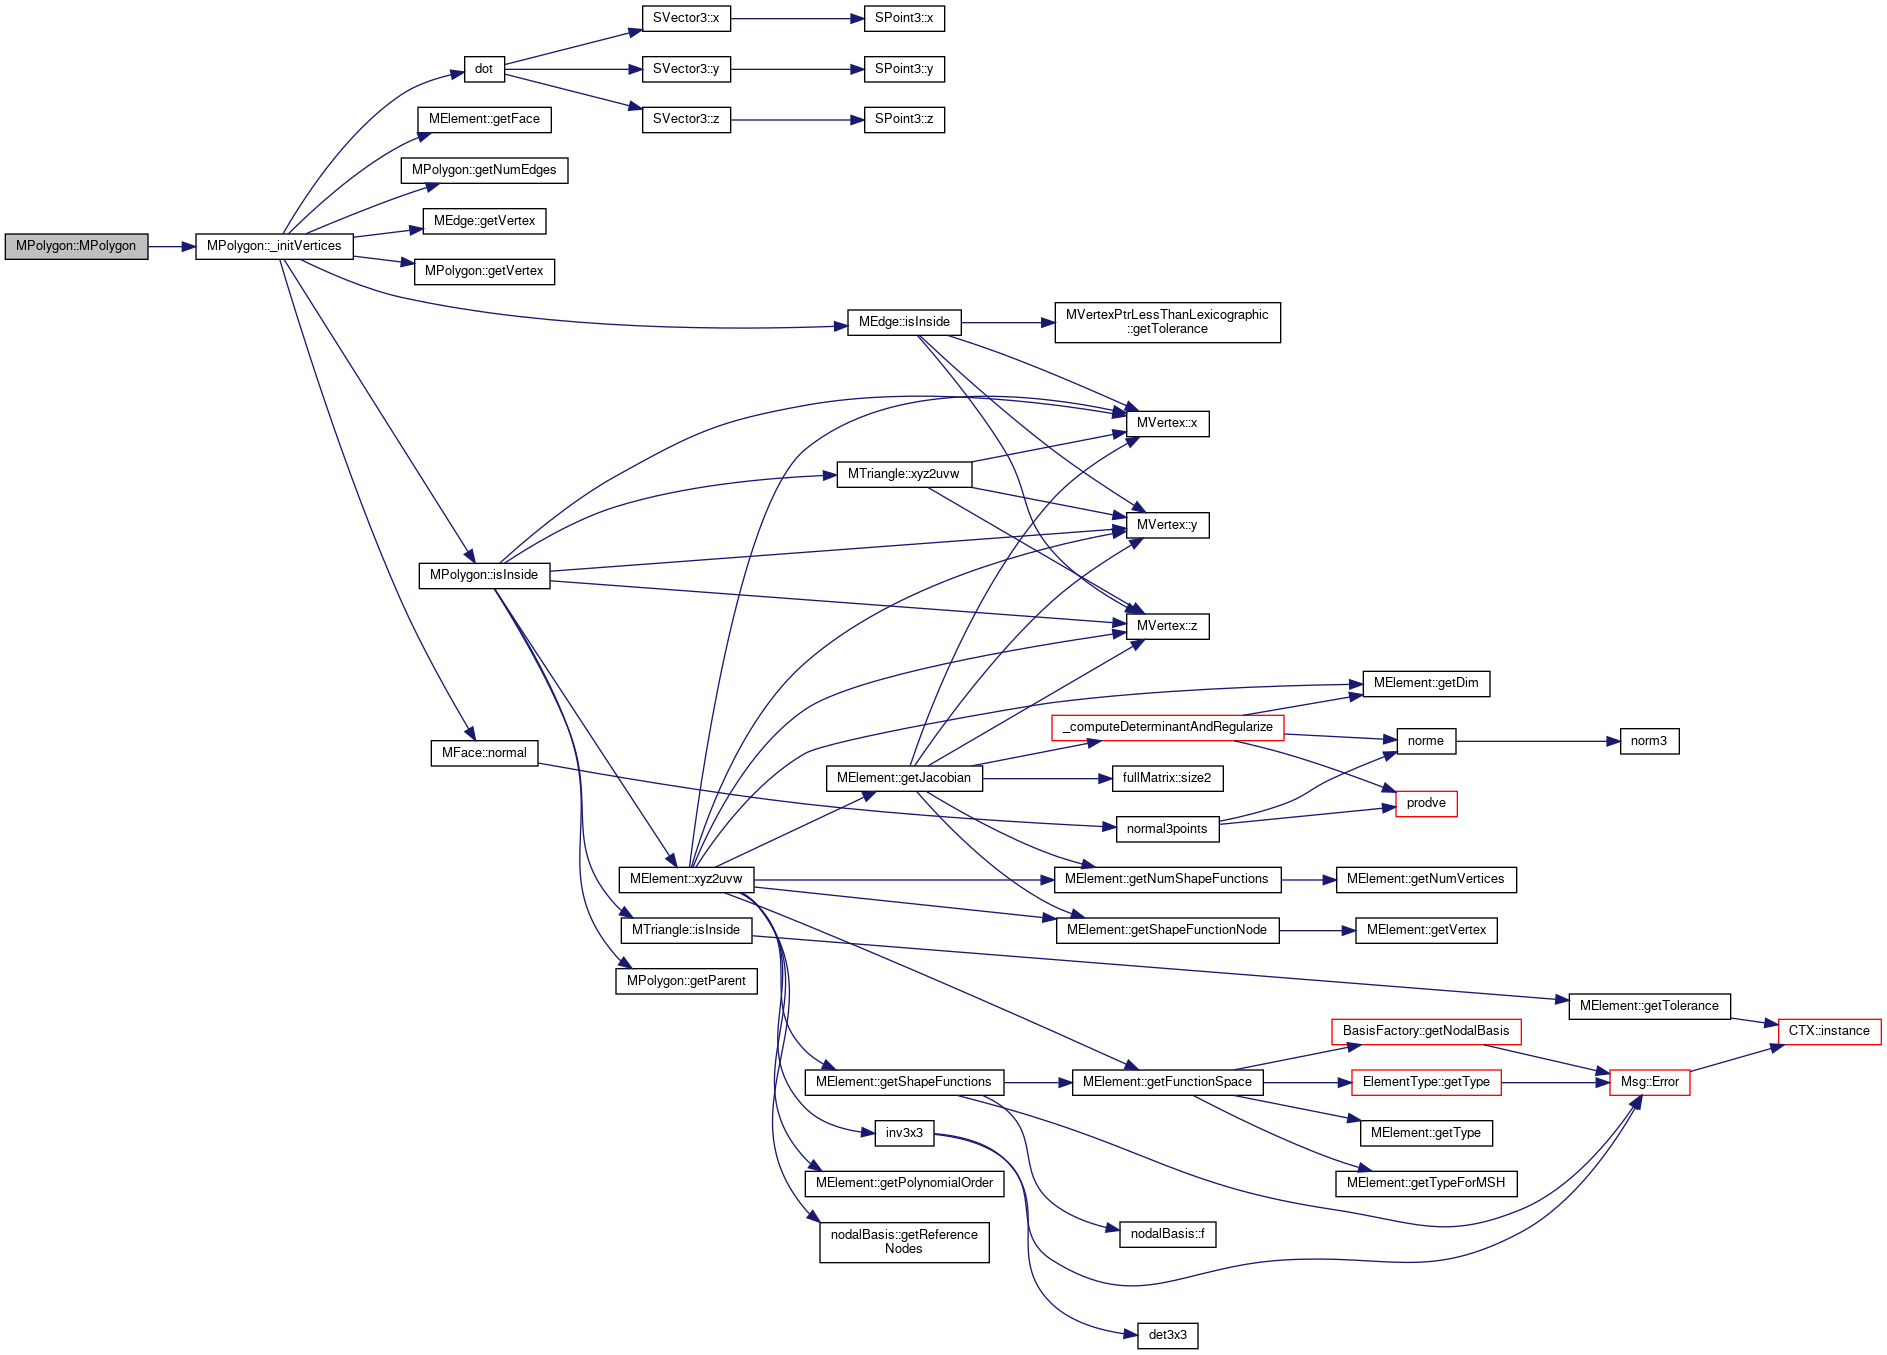 SVector3::x
SPoint3::x
dot
SVector3::y
SPoint3::y
MElement::getFace
SVector3::z
SPoint3::z
MPolygon::getNumEdges
MEdge::getVertex
MPolygon::MPolygon
MPolygon::_initVertices
MPolygon::getVertex
MEdge::isInside
MVertexPtrLessThanLexicographic
::getTolerance
MVertex::x
MTriangle::xyz2uvw
MVertex::y
MPolygon::isInside
MVertex::z
MElement::getDim
_computeDeterminantAndRegularize
norme
norm3
MFace::normal
MElement::getJacobian
fullMatrix::size2
prodve
normal3points
MElement::xyz2uvw
MElement::getNumShapeFunctions
MElement::getNumVertices
MTriangle::isInside
MElement::getShapeFunctionNode
MElement::getVertex
MPolygon::getParent
MElement::getTolerance
BasisFactory::getNodalBasis
CTX::instance
MElement::getShapeFunctions
MElement::getFunctionSpace
ElementType::getType
Msg::Error
inv3x3
MElement::getType
MElement::getPolynomialOrder
MElement::getTypeForMSH
nodalBasis::getReference
Nodes
nodalBasis::f
det3x3